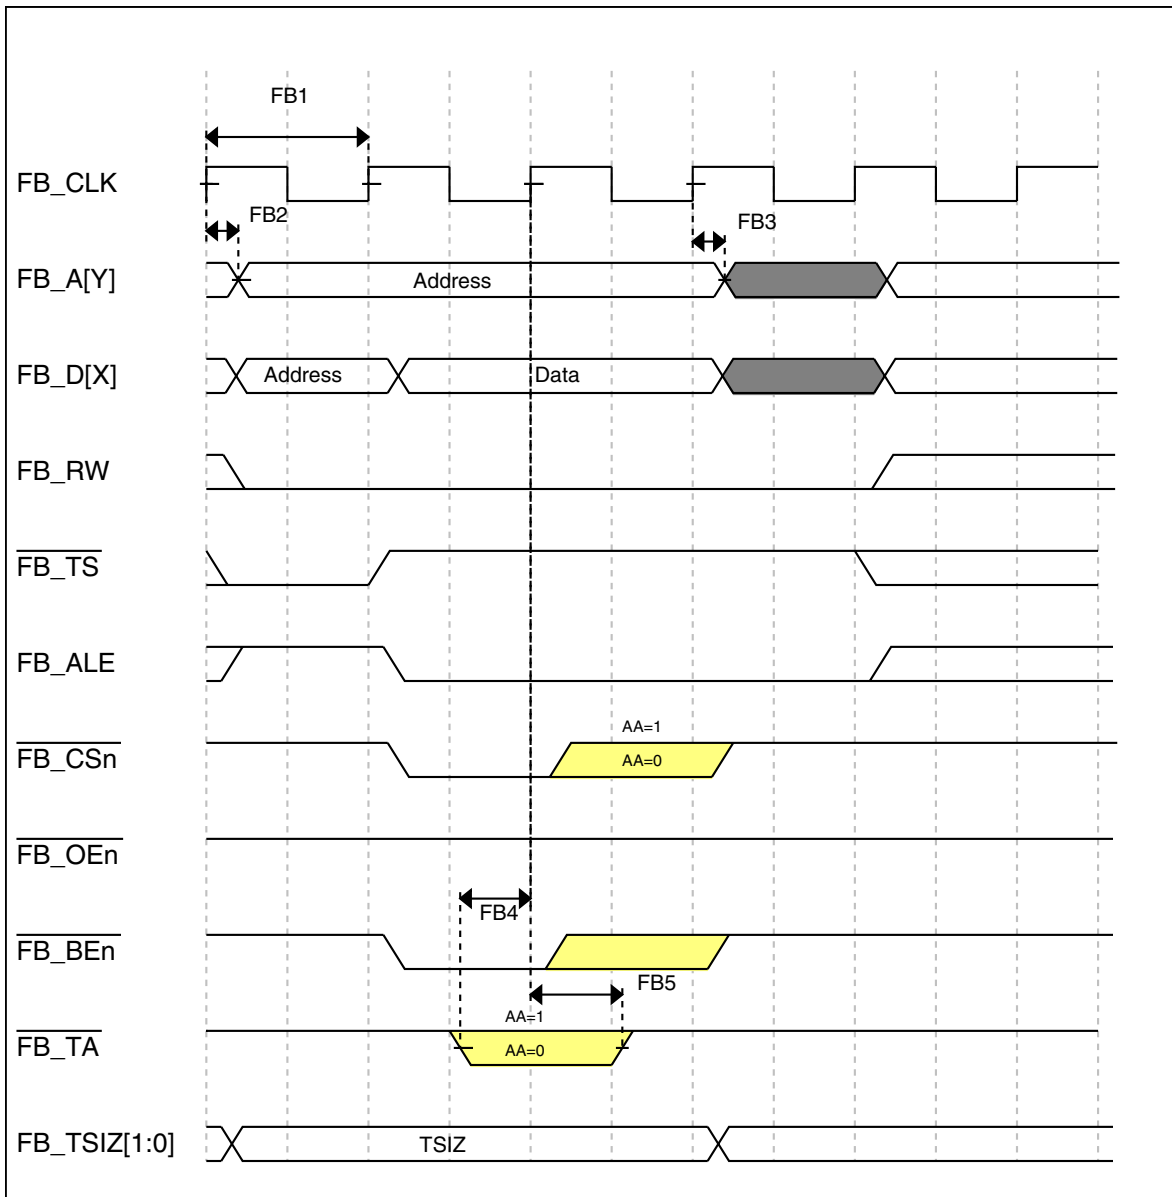 FB1
FB_CLK
FB2
FB3
FB_A[Y]
Address
FB_D[X]
Address
Data
FB_RW
FB_TS
FB_ALE
AA=1
FB_CSn
AA=0
FB_OEn
FB4
FB_BEn
FB5
AA=1
FB_TA
AA=0
FB_TSIZ[1:0]
TSIZ